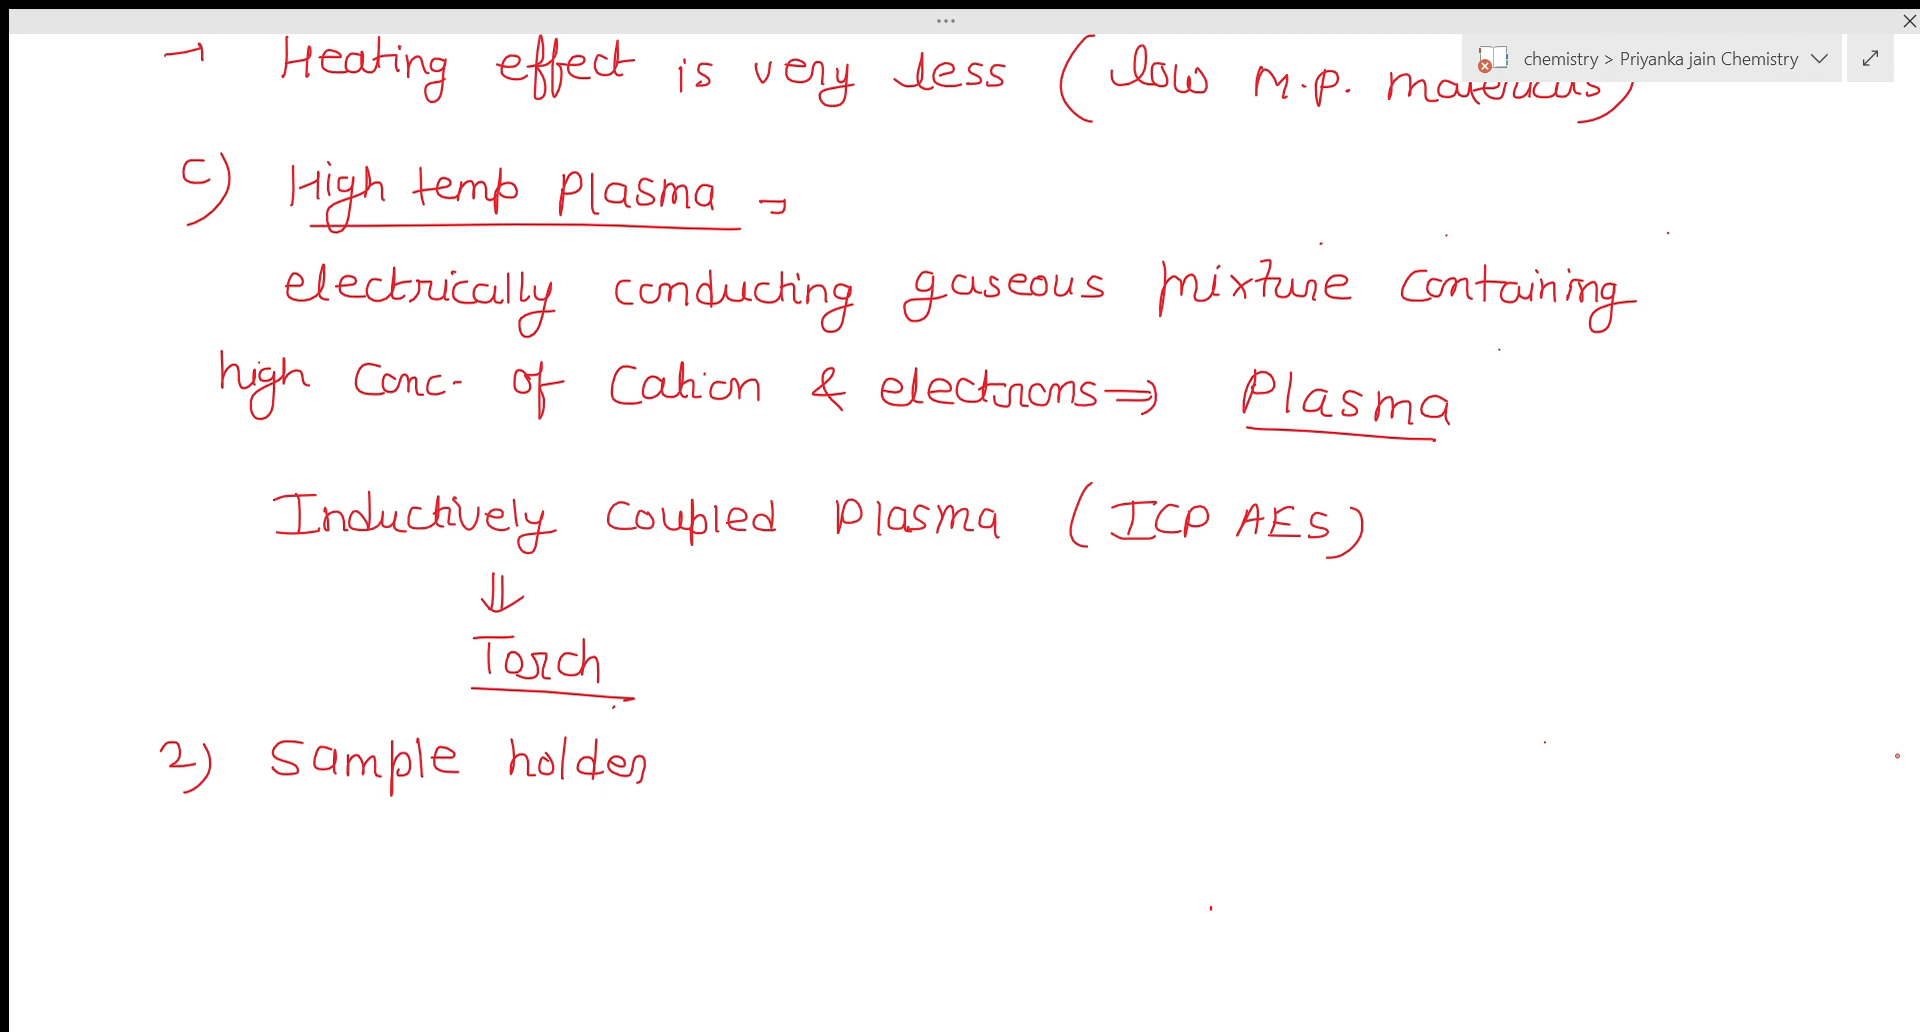 ...
→ Heating effect is very less (low M.P. materials)
chemistry > Priyanka jain Chemistry
c) High temp Plasma →
electrically conducting gaseous mixture containing
high Conc- of Cation & electrons ⇒ Plasma
Inductively Coupled Plasma (ICP AES)
⇓
Torch
2) Sample holder